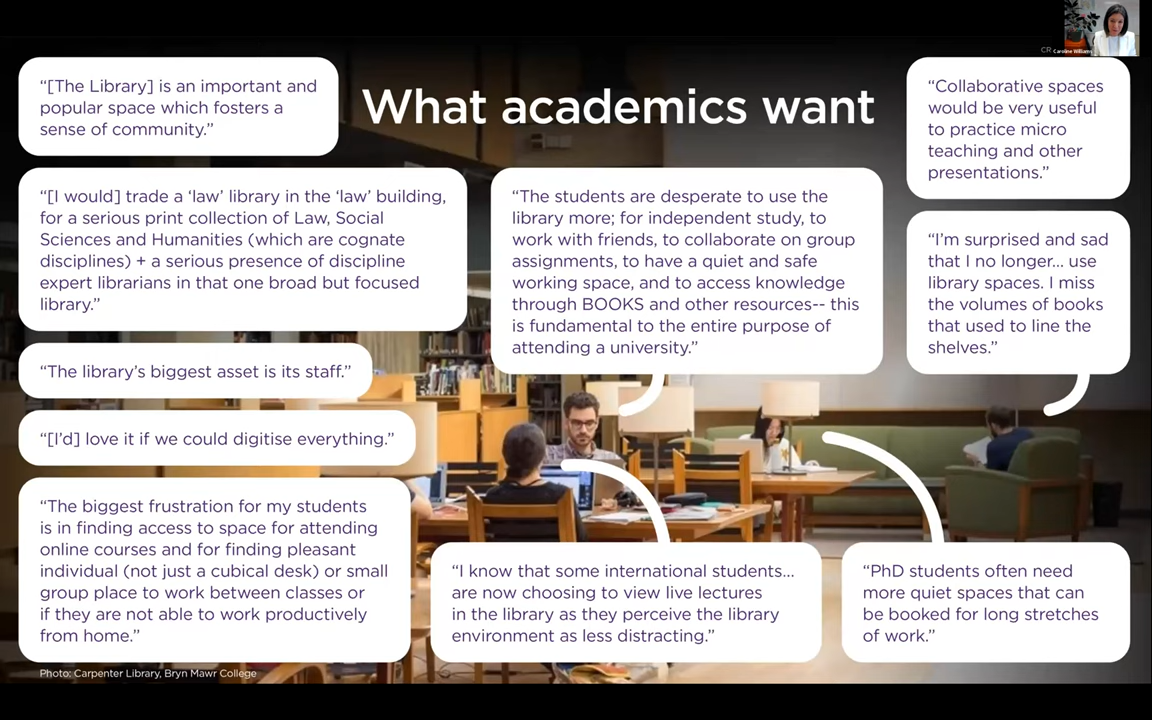 CR Caroline Williams
What academics want
“[The Library] is an important and
popular space which fosters a
sense of community.”
“[I would] trade a ‘law’ library in the ‘law’ building,
for a serious print collection of Law, Social
Sciences and Humanities (which are cognate
disciplines) + a serious presence of discipline
expert librarians in that one broad but focused
library.”
“The library’s biggest asset is its staff.”
“[I’d] love it if we could digitise everything.”
“The biggest frustration for my students
is in finding access to space for attending
online courses and for finding pleasant
individual (not just a cubical desk) or small
group place to work between classes or
if they are not able to work productively
from home.”
“The students are desperate to use the
library more; for independent study, to
work with friends, to collaborate on group
assignments, to have a quiet and safe
working space, and to access knowledge
through BOOKS and other resources-- this
is fundamental to the entire purpose of
attending a university.”
“Collaborative spaces
would be very useful
to practice micro
teaching and other
presentations.”
“I’m surprised and sad
that I no longer... use
library spaces. I miss
the volumes of books
that used to line the
shelves.”
“I know that some international students...
are now choosing to view live lectures
in the library as they perceive the library
environment as less distracting.”
“PhD students often need
more quiet spaces that can
be booked for long stretches
of work.”
Photo: Carpenter Library, Bryn Mawr College